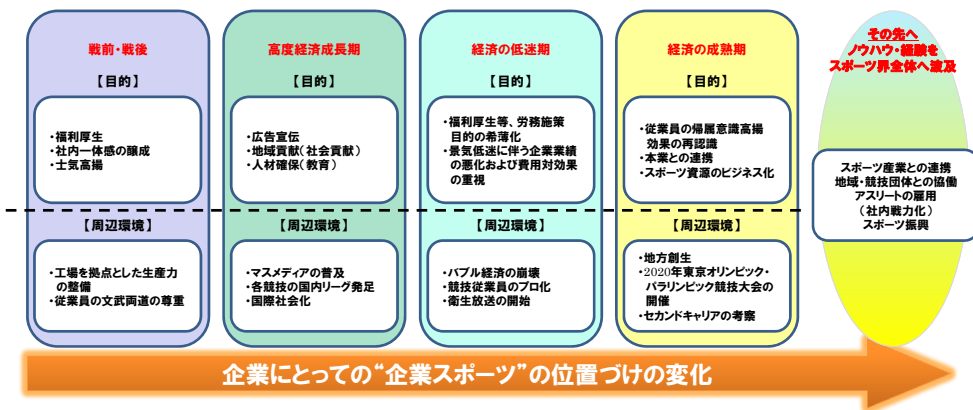 戦前・戦後
【目的】
・福利厚生
・社内一体感の醸成
・士気高揚
【周辺環境】
・工場を拠点とした生産力
の整備
・従業員の文武両道の尊重
高度経済成長期
【目的】
・広告宣伝
・地域貢献(社会貢献)
・人材確保(教育)
【周辺環境】
・マスメディアの普及
・各競技の国内リーグ発足
・国際社会化
経済の低迷期
【目的】
・福利厚生等、労務施策
目的の希薄化
・景気低迷に伴う企業業績
の悪化および費用対効果
の重視
【周辺環境】
・バブル経済の崩壊
・競技従業員のプロ化
・衛生放送の開始
経済の成熟期
【目的】
・従業員の帰属意識高揚
効果の再認識
・本業との連携
・スポーツ資源のビジネス化
【周辺環境】
・地方創生
・2020年東京オリンピック・
パラリンピック競技大会の
開催
・セカンドキャリアの考察
その先へ
ノウハウ・経験を
スポーツ界全体へ波及
スポーツ産業との連携
地域・競技団体との協働
アスリートの雇用
(社内戦力化)
スポーツ振興
企業にとっての“企業スポーツ”の位置づけの変化